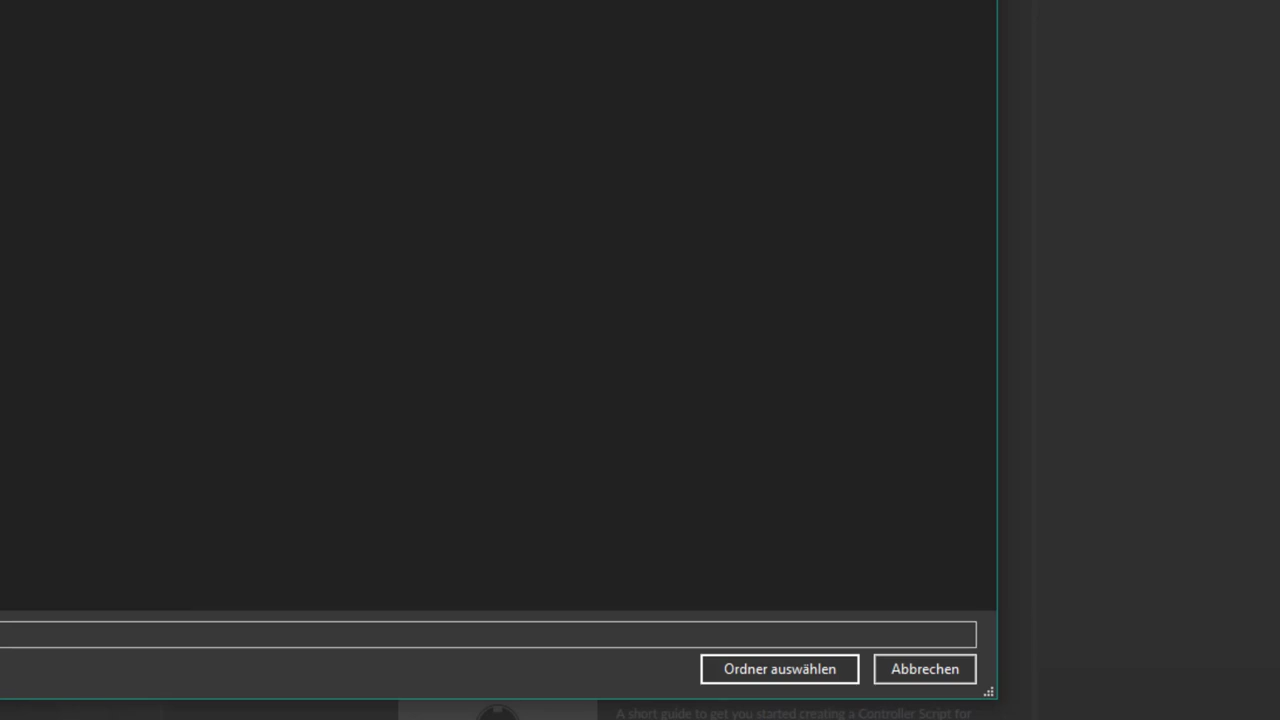 Ordner auswählen
Abbrechen
A short guide to get you started creating a Controller Script for